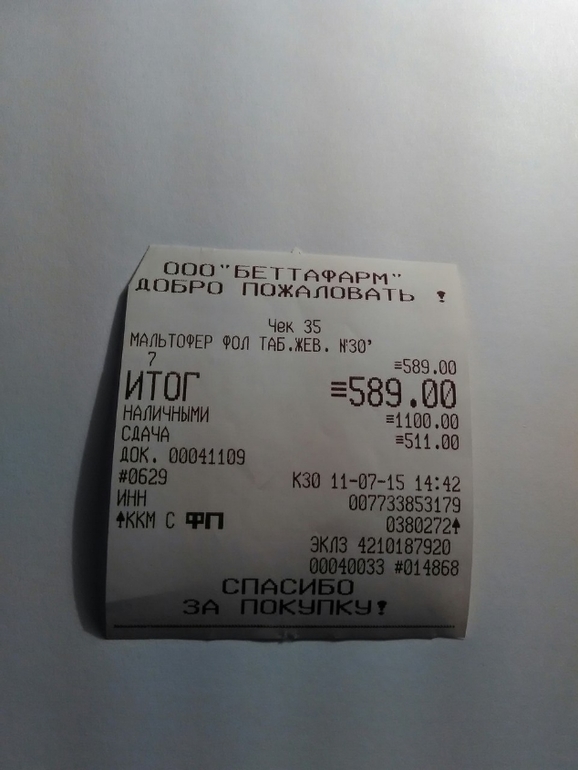 ООО"БЕТТАФАРМ"
ДОБРО ПОЖАЛОВАТЬ !
Чек 35
МАЛЬТОФЕР ФОЛ ТАБ.ЖЕВ. №30'
7 ≡589.00
ИТОГ ≡589.00
НАЛИЧНЫМИ ≡1100.00
СДАЧА ≡511.00
ДОК. 00041109
#0629 К30 11-07-15 14:42
ИНН 007733853179
↑ККМ С ФП 0380272↑
ЭКЛЗ 4210187920
00040033 #014868
СПАСИБО
ЗА ПОКУПКУ!